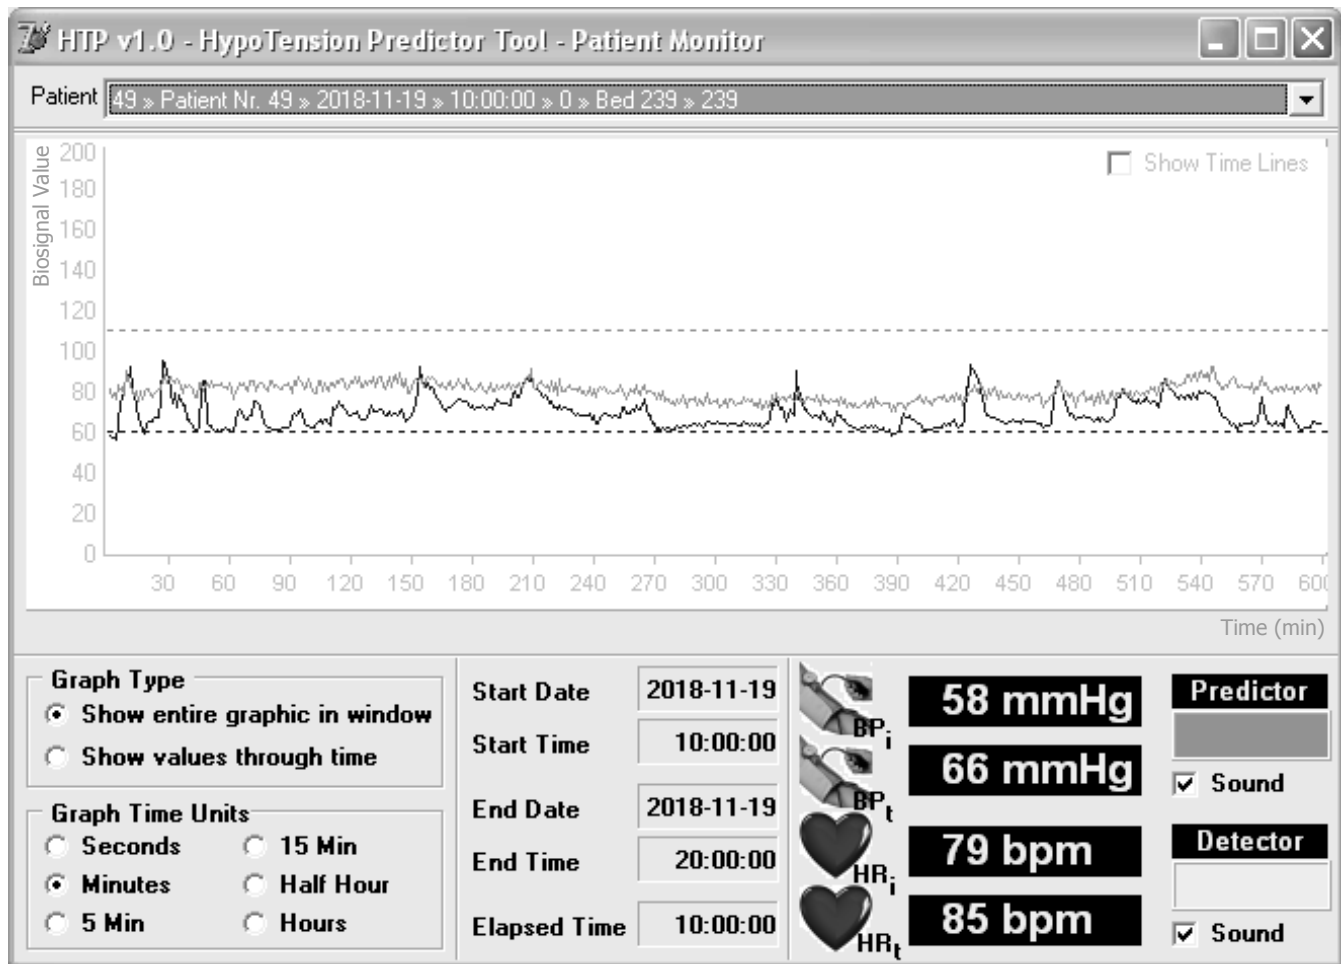 HTP v1.0 - HypoTension Predictor Tool - Patient Monitor
Patient 49 » Patient Nr. 49 » 2018-11-19 » 10:00:00 » 0 » Bed 239 » 239
Biosignal Value
Show Time Lines
200
180
160
140
120
100
80
60
40
20
0
30 60 90 120 150 180 210 240 270 300 330 360 390 420 450 480 510 540 570 600
Time (min)
Graph Type
Show entire graphic in window
Show values through time
Graph Time Units
Seconds 15 Min
Minutes Half Hour
5 Min Hours
Start Date 2018-11-19
Start Time 10:00:00
End Date 2018-11-19
End Time 20:00:00
Elapsed Time 10:00:00
BPi 58 mmHg
BPt 66 mmHg
HRi 79 bpm
HRt 85 bpm
Predictor
Sound
Detector
Sound